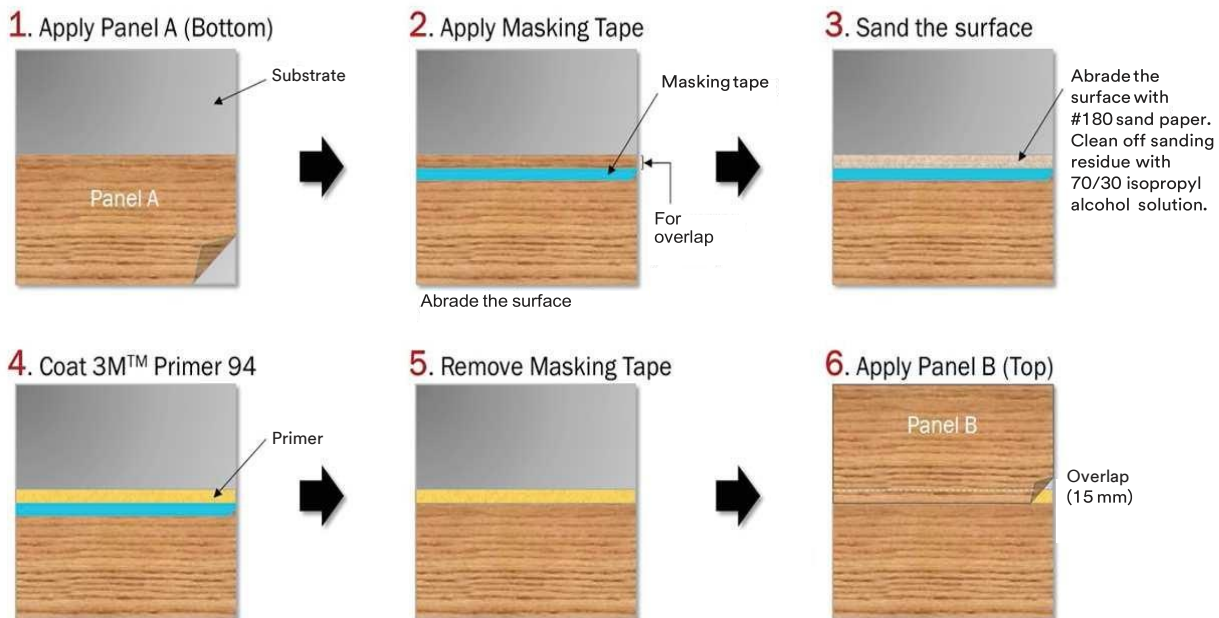 1. Apply Panel A (Bottom)
Substrate
Panel A
2. Apply Masking Tape
Masking tape
For
overlap
Abrade the surface
3. Sand the surface
Abrade the
surface with
#180 sand paper.
Clean off sanding
residue with
70/30 isopropyl
alcohol solution.
4. Coat 3M™ Primer 94
Primer
5. Remove Masking Tape
6. Apply Panel B (Top)
Panel B
Overlap
(15 mm)